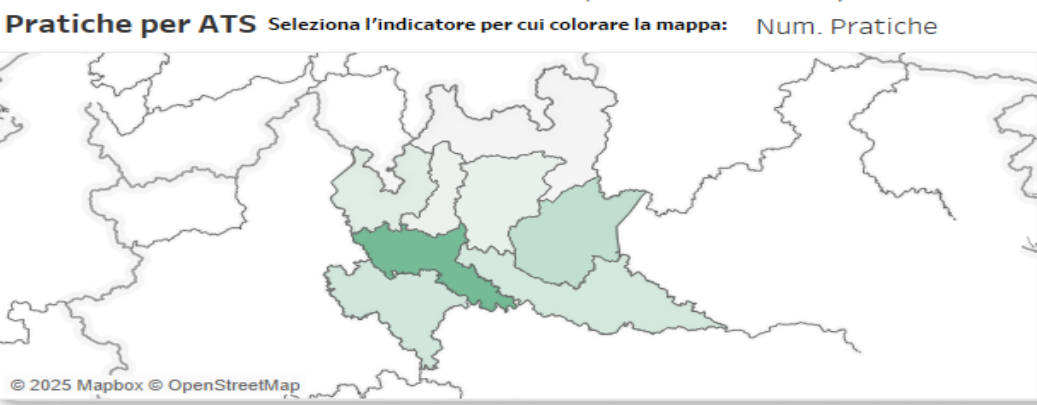 Pratiche per ATS Seleziona l'indicatore per cui colorare la mappa: Num. Pratiche
© 2025 Mapbox © OpenStreetMap